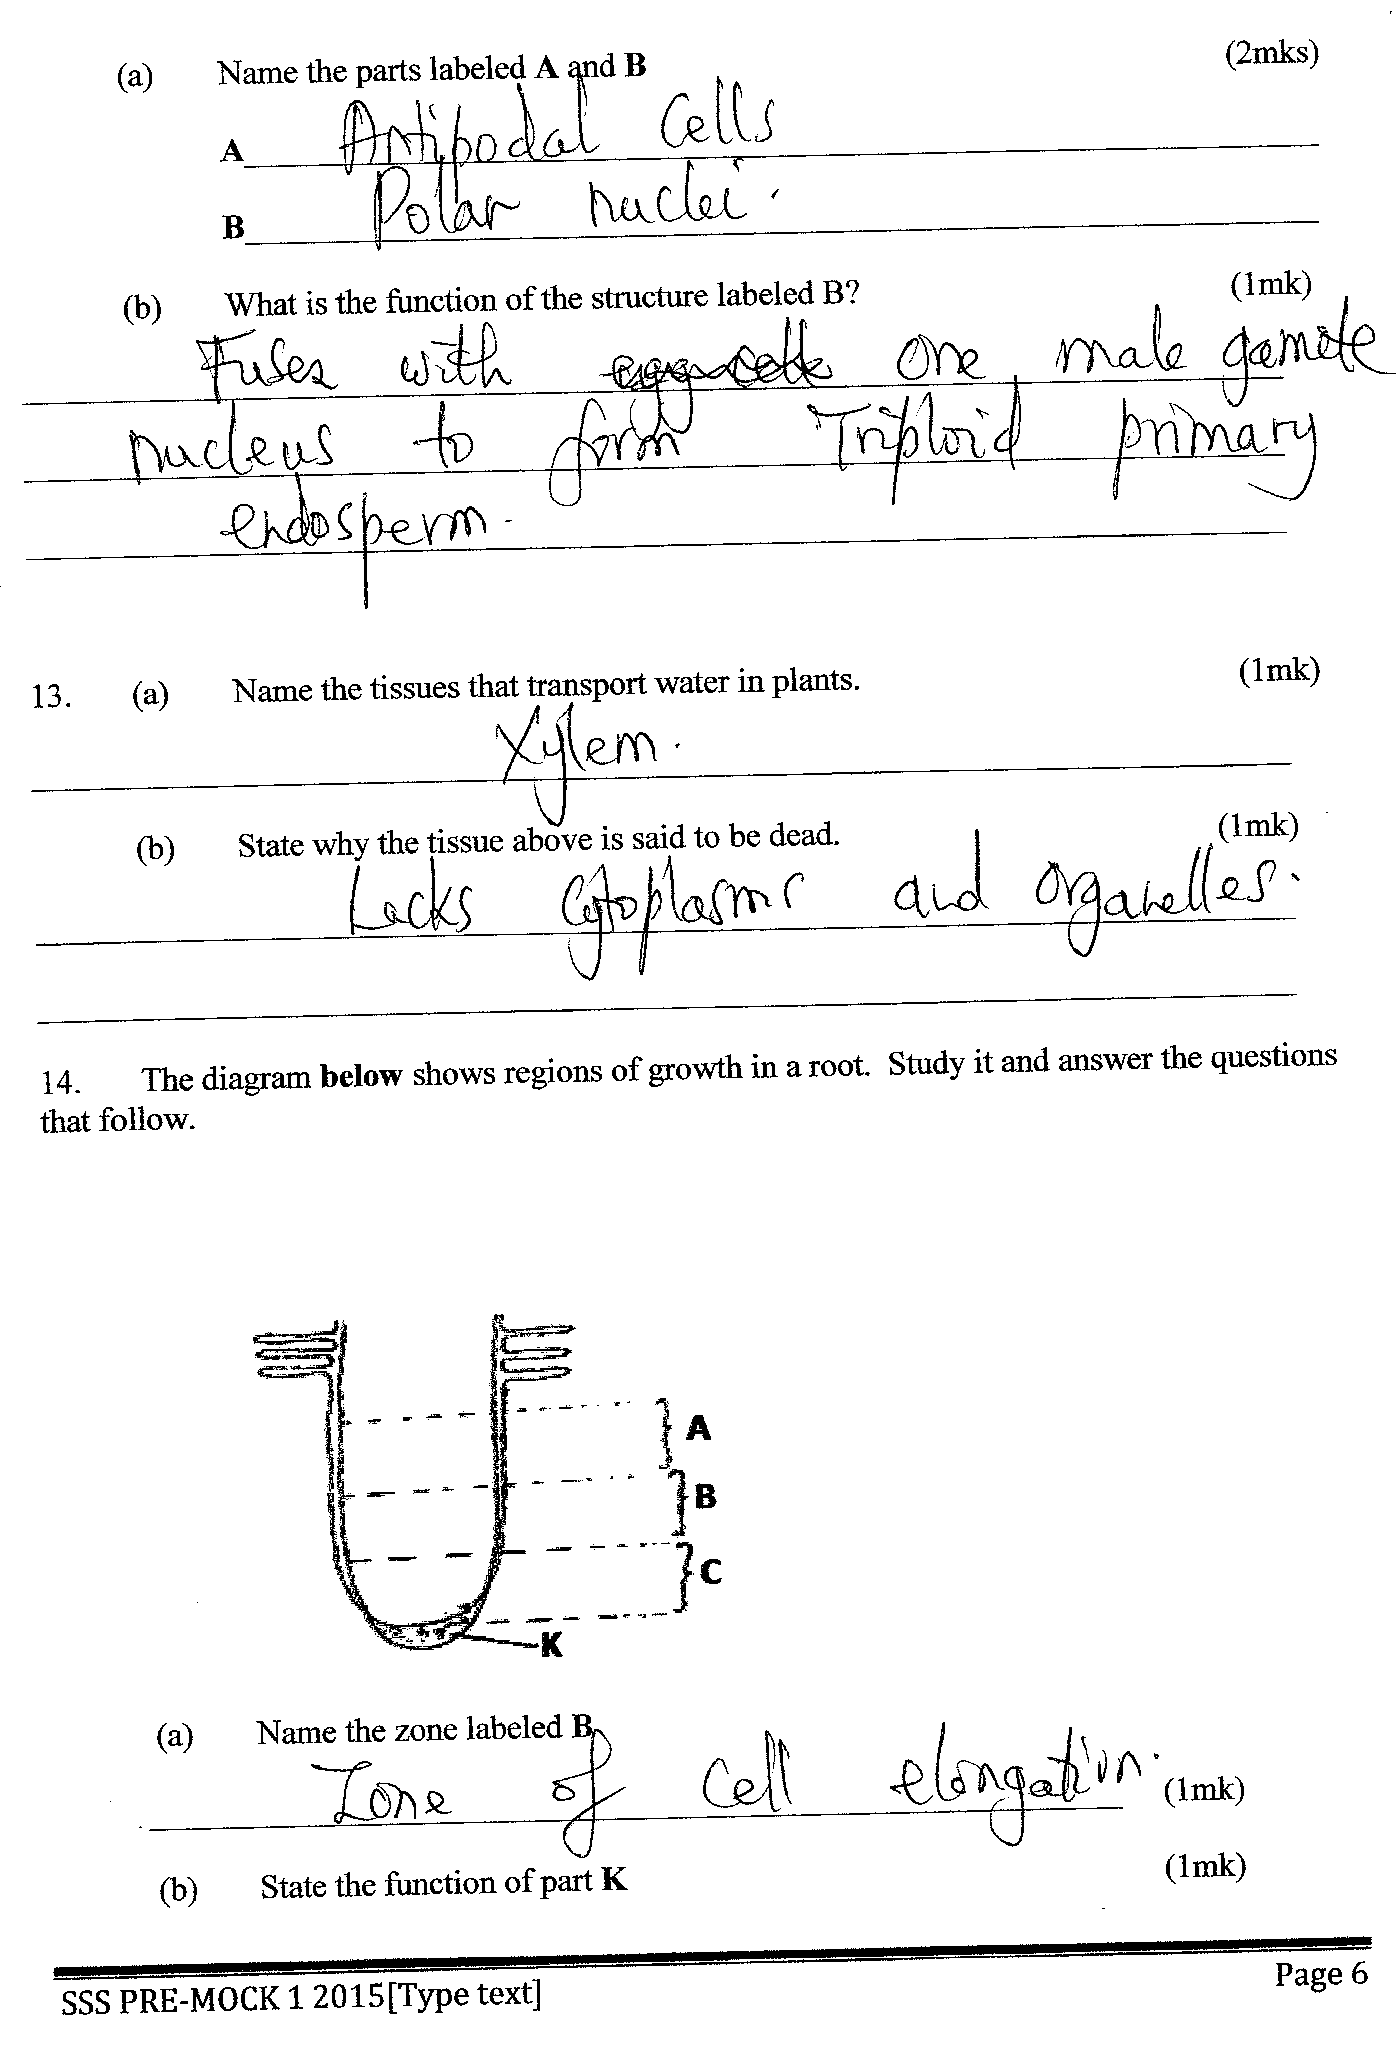 (a) Name the parts labeled A and B (2mks)
A Antipodal Cells
B Polar nuclei.
(b) What is the function of the structure labeled B? (1mk)
Fuses with egg cell one male gamete
nucleus to form Triploid primary
endosperm.
13. (a) Name the tissues that transport water in plants. (1mk)
Xylem.
(b) State why the tissue above is said to be dead. (1mk)
Lacks Cytoplasms and organelles.
14. The diagram below shows regions of growth in a root. Study it and answer the questions
that follow.
A
B
C
K
(a) Name the zone labeled B
Zone of Cell elongation. (1mk)
(b) State the function of part K (1mk)
SSS PRE-MOCK 1 2015[Type text] Page 6